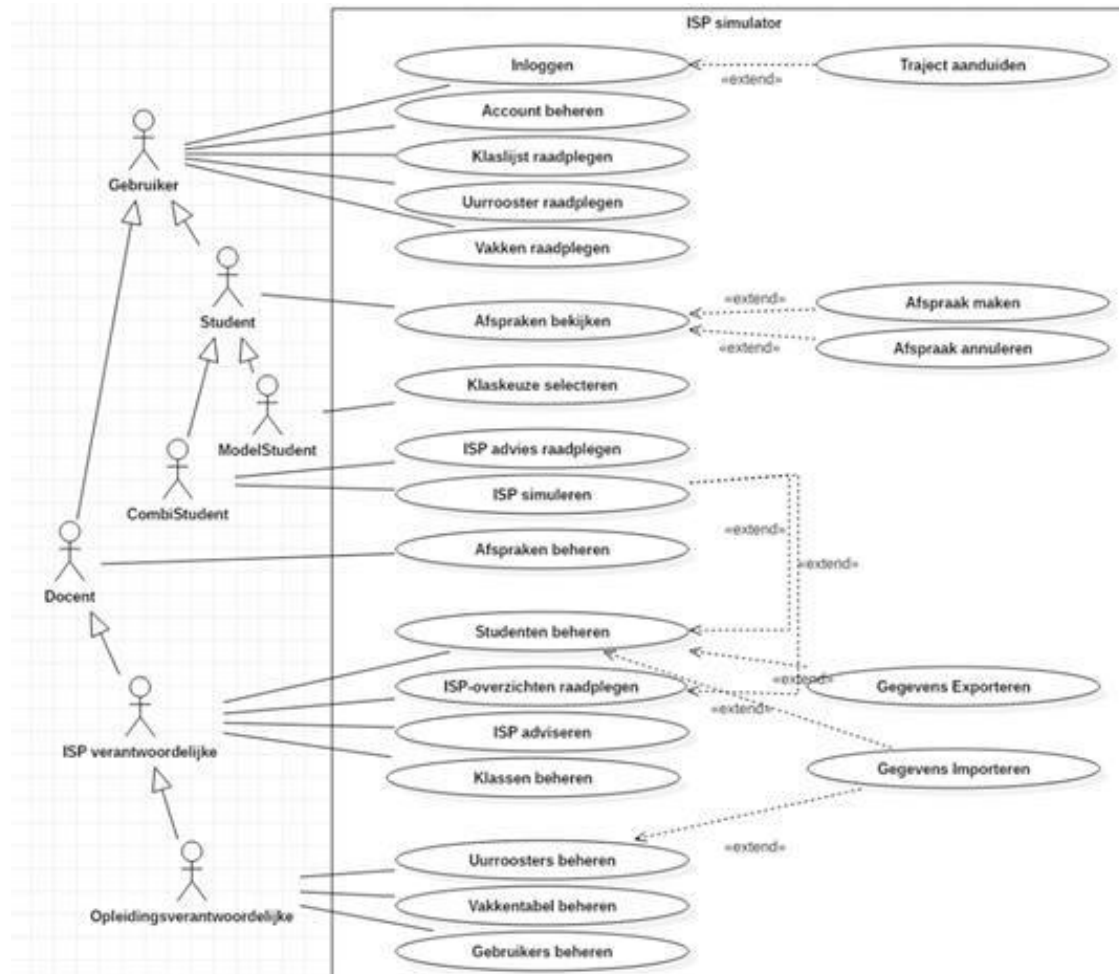 ISP simulator
Inloggen
Traject aanduiden
«extend»
Account beheren
Klaslijst raadplegen
Gebruiker
Uurrooster raadplegen
Vakken raadplegen
«extend»
Afspraak maken
Student
Afspraken bekijken
«extend»
Afspraak annuleren
Klaskeuze selecteren
ModelStudent
ISP advies raadplegen
ISP simuleren
CombiStudent
«extend»
Afspraken beheren
«extend»
Docent
Studenten beheren
«extend»
ISP-overzichten raadplegen
Gegevens Exporteren
«extend»
ISP verantwoordelijke
ISP adviseren
Klassen beheren
Gegevens Importeren
Uurroosters beheren
«extend»
Opleidingsverantwoordelijke
Vakkentabel beheren
Gebruikers beheren